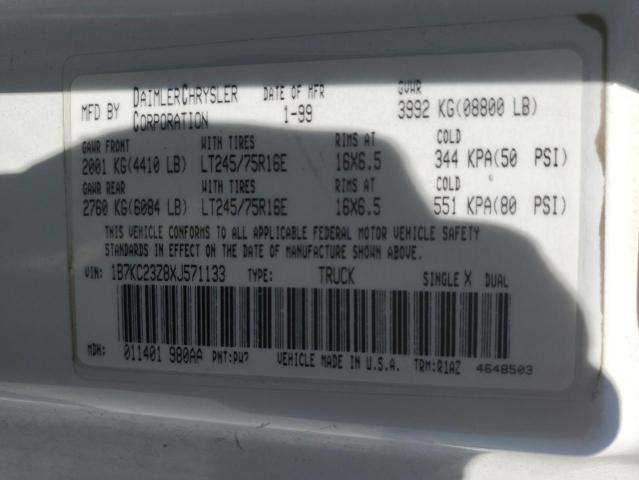 MFD BY DAIMLERCHRYSLER CORPORATION DATE OF MFR 1-99 GVWR 3992 KG(08800 LB)
GAWR FRONT WITH TIRES RIMS AT COLD
2001 KG(4410 LB) LT245/75R16E 16X6.5 344 KPA(50 PSI)
GAWR REAR WITH TIRES RIMS AT COLD
2760 KG(6084 LB) LT245/75R16E 16X6.5 551 KPA(80 PSI)
THIS VEHICLE CONFORMS TO ALL APPLICABLE FEDERAL MOTOR VEHICLE SAFETY
STANDARDS IN EFFECT ON THE DATE OF MANUFACTURE SHOWN ABOVE.
VIN: 1B7KC23Z8XJ571133 TYPE: TRUCK SINGLE X DUAL
MDH: 011401 980AA PNT:PW7 VEHICLE MADE IN U.S.A. TRM:R1AZ 4648503